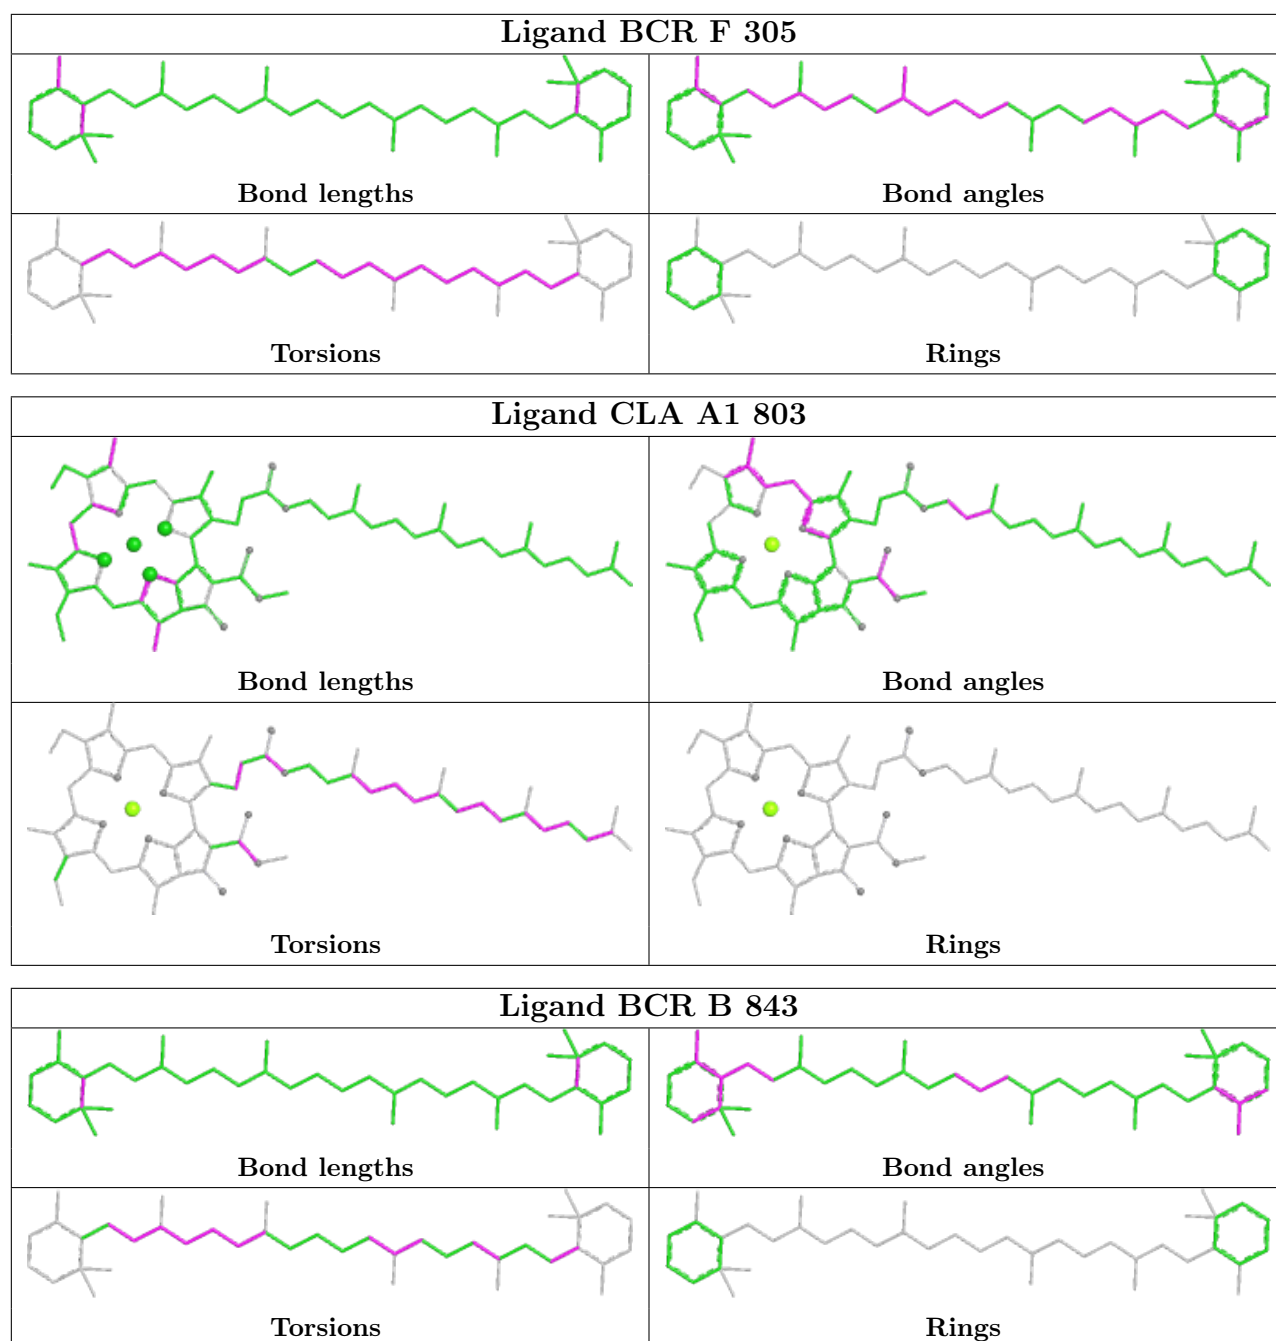 Ligand BCR F 305
Bond lengths
Bond angles
Torsions
Rings
Ligand CLA A1 803
Bond lengths
Bond angles
Torsions
Rings
Ligand BCR B 843
Bond lengths
Bond angles
Torsions
Rings